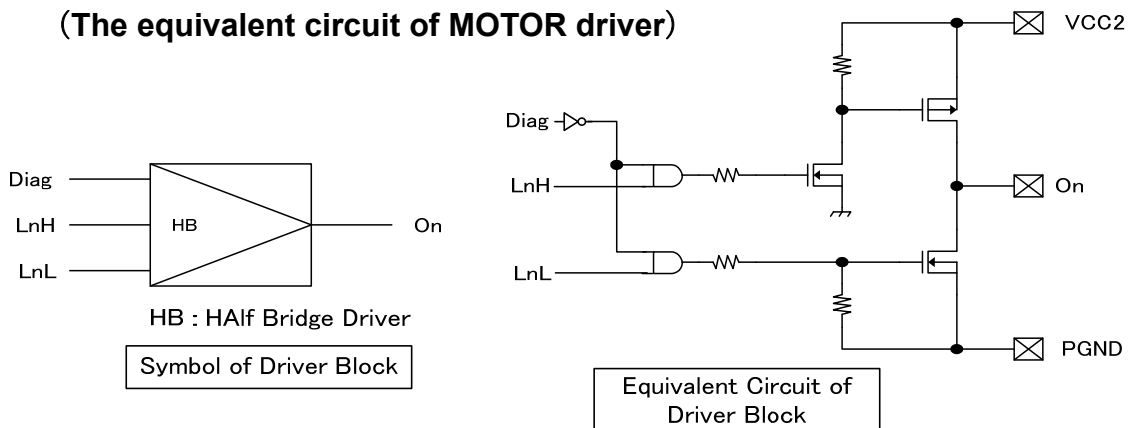 (The equivalent circuit of MOTOR driver)
Diag
LnH
LnL
HB
On
HB : HAlf Bridge Driver
Symbol of Driver Block
Diag
LnH
LnL
VCC2
On
PGND
Equivalent Circuit of
Driver Block